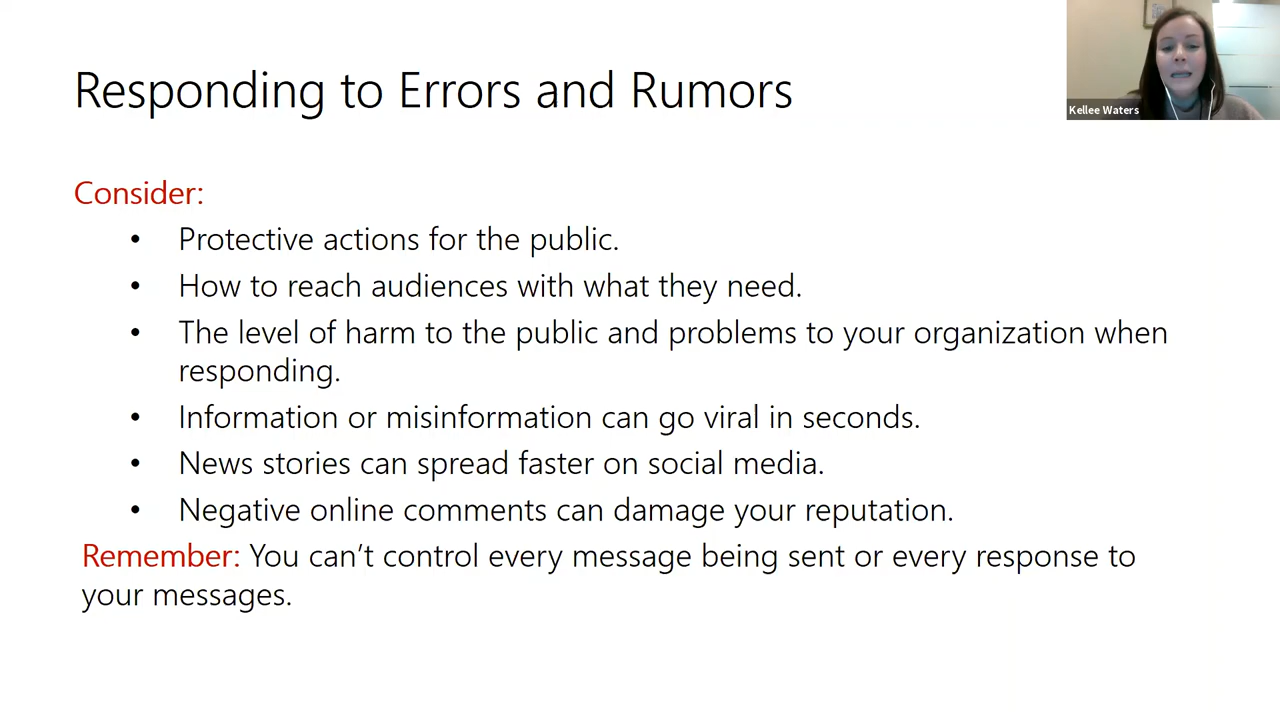 Responding to Errors and Rumors
Kellee Waters
Consider:
• Protective actions for the public.
• How to reach audiences with what they need.
• The level of harm to the public and problems to your organization when
responding.
• Information or misinformation can go viral in seconds.
• News stories can spread faster on social media.
• Negative online comments can damage your reputation.
Remember: You can’t control every message being sent or every response to
your messages.